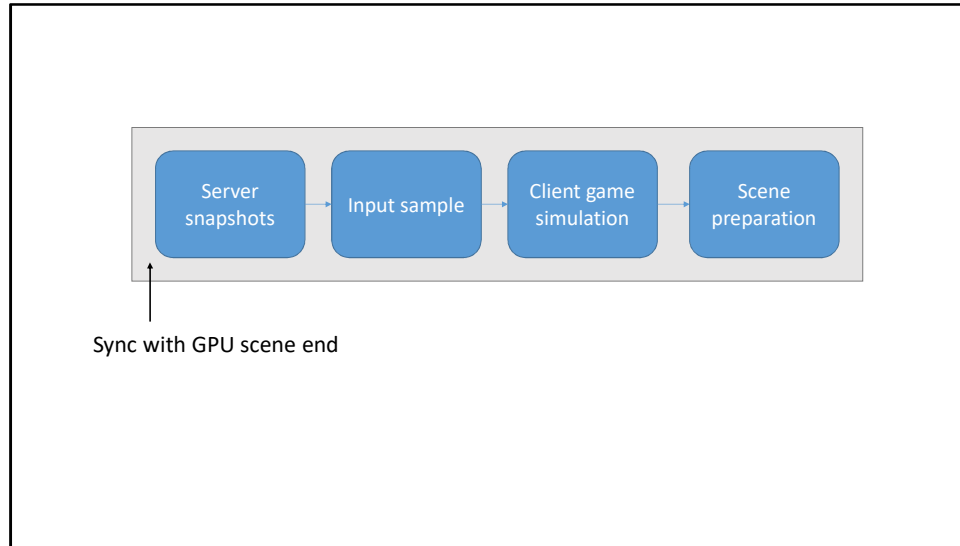 Server
snapshots
Input sample
Client game
simulation
Scene
preparation
Sync with GPU scene end